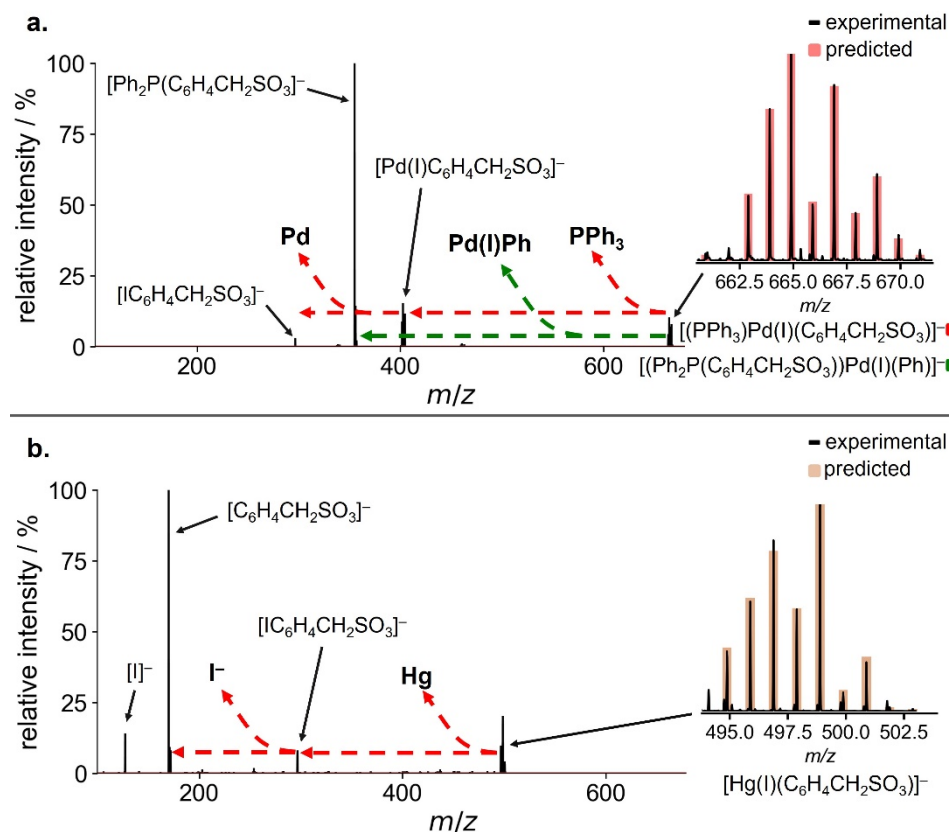 a.
experimental
predicted
relative intensity / %
100
75
50
25
0
[Ph₂P(C₆H₄CH₂SO₃]⁻
[Pd(I)C₆H₄CH₂SO₃]⁻
Pd
Pd(I)Ph
PPh₃
[IC₆H₄CH₂SO₃]⁻
662.5 665.0 667.5 670.0
m/z
[(PPh₃)Pd(I)(C₆H₄CH₂SO₃)]⁻
[(Ph₂P(C₆H₄CH₂SO₃))Pd(I)(Ph)]⁻
200 400 600
m/z
b.
experimental
predicted
relative intensity / %
100
75
50
25
0
[C₆H₄CH₂SO₃]⁻
[IC₆H₄CH₂SO₃]⁻
[I]⁻
I⁻
Hg
495.0 497.5 500.0 502.5
m/z
[Hg(I)(C₆H₄CH₂SO₃)]⁻
200 400 600
m/z